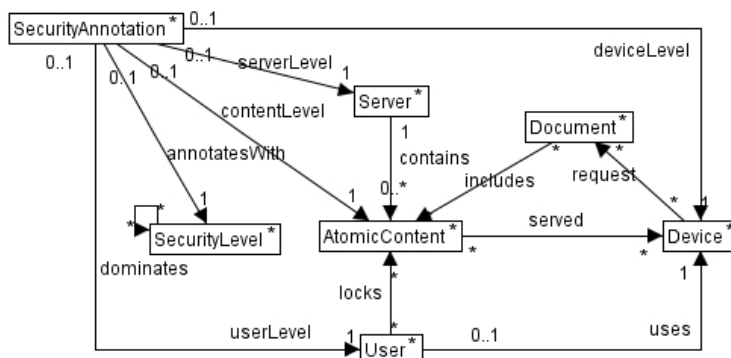 0..1
SecurityAnnotation *
0..1
0..1
0..1
0..1
serverLevel
deviceLevel
1
1
Server *
contentLevel
1
Document *
*
*
annotatesWith
contains
includes
request
0..*
*
1
1
1
*
*
SecurityLevel *
AtomicContent *
served
Device *
dominates
*
*
1
*
locks
userLevel
*
1
0..1
uses
User *